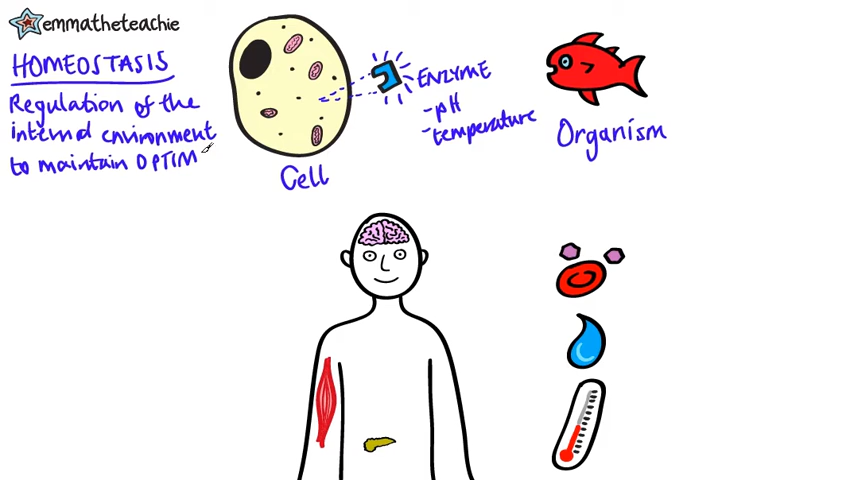 emmatheteachie
HOMEOSTASIS
Regulation of the
internal environment
to maintain OPTIM
ENZYME
-pH
-temperature
Cell
Organism